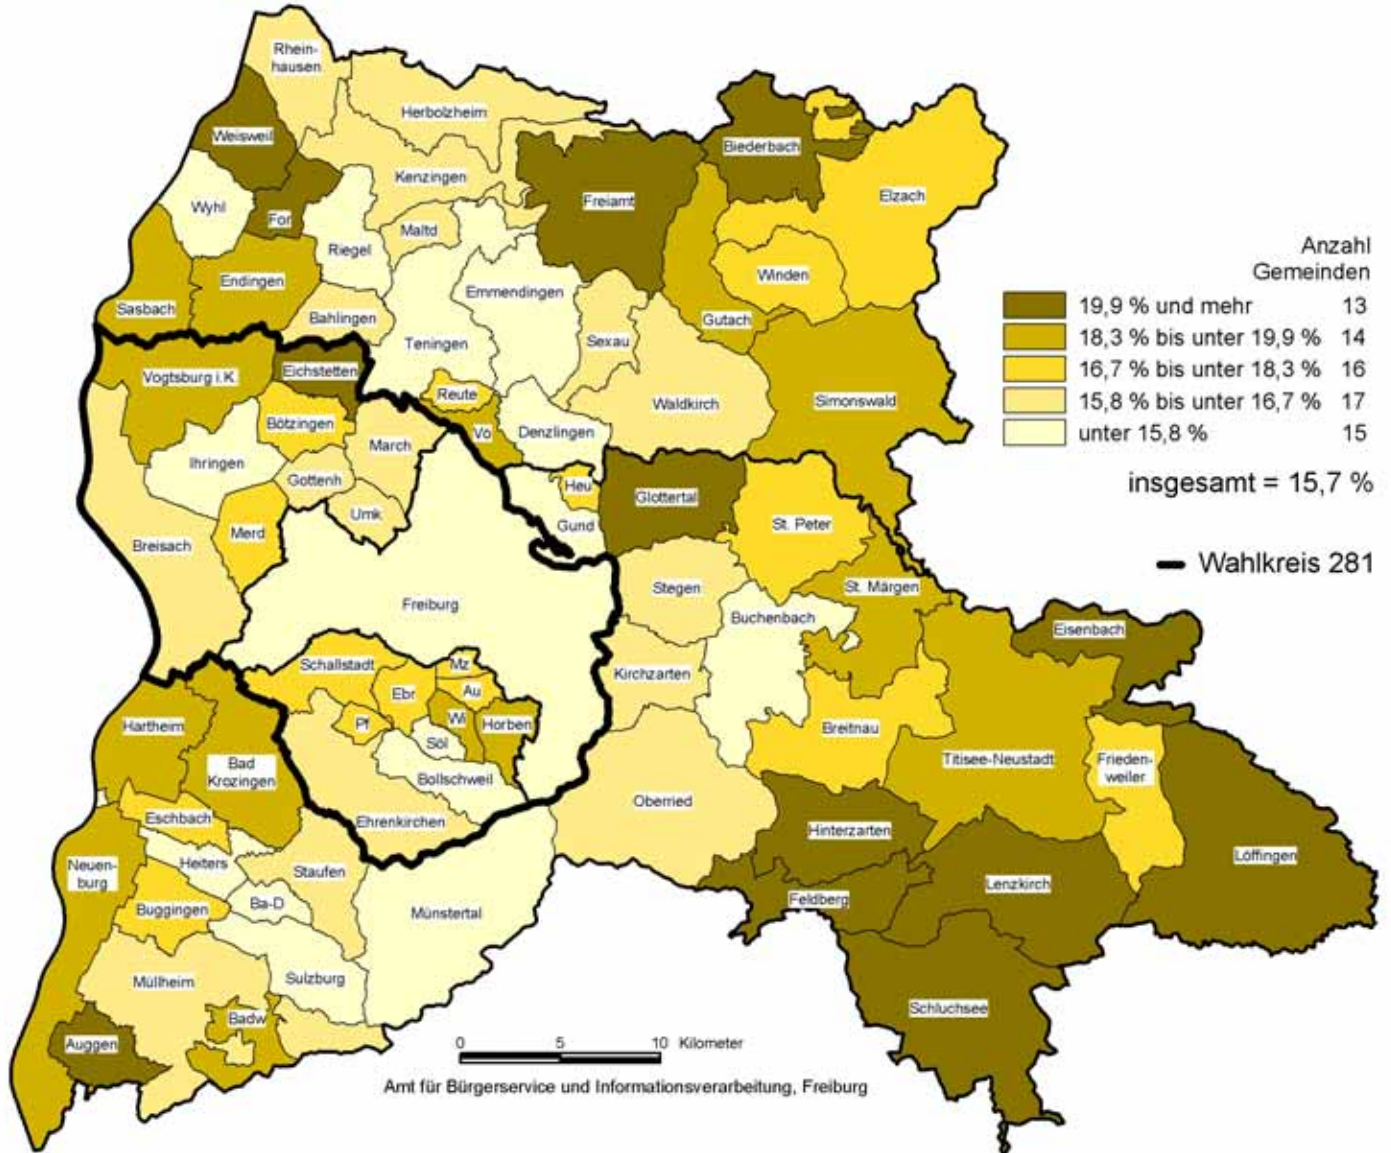 Rhein-
hausen
Herbolzheim
Weisweil
Biederbach
Kenzingen
Elzach
Freiamt
Wyhl
For
Maltd
Riegel
Winden
Endingen
Emmendingen
Sasbach
Bahlingen
Gutach
Teningen
Sexau
Eichstetten
Vogtsburg i.K.
Reute
Waldkirch
Simonswald
Bötzingen
Vö
Denzlingen
March
Ihringen
Gottenh
Heu
Glottertal
Umk
Gund
St. Peter
Merd
Breisach
Stegen
St. Märgen
Freiburg
Buchenbach
Eisenbach
Schallstadt
Mz
Kirchzarten
Ebr
Au
Pf
Wi
Horben
Hartheim
Breitnau
Söl
Titisee-Neustadt
Frieden-
weiler
Bad
Krozingen
Bollschweil
Oberried
Eschbach
Ehrenkirchen
Hinterzarten
Heiters
Neuen-
burg
Staufen
Löffingen
Lenzkirch
Ba-D
Feldberg
Buggingen
Münstertal
Müllheim
Sulzburg
Schluchsee
Badw
Auggen
Anzahl
Gemeinden
19,9 % und mehr 13
18,3 % bis unter 19,9 % 14
16,7 % bis unter 18,3 % 16
15,8 % bis unter 16,7 % 17
unter 15,8 % 15
insgesamt = 15,7 %
Wahlkreis 281
0 5 10 Kilometer
Amt für Bürgerservice und Informationsverarbeitung, Freiburg